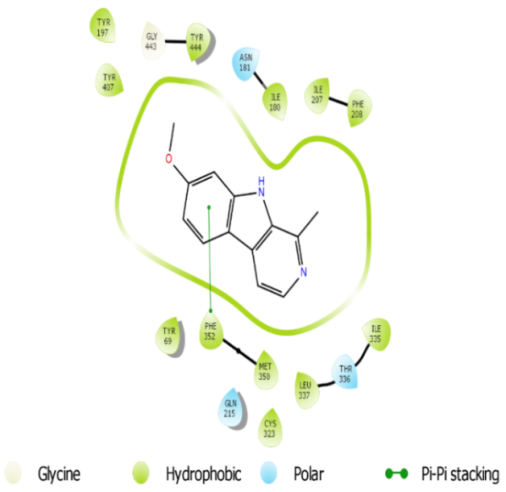 TYR
197
GLY
443
TYR
444
TYR
407
ASN
181
ILE
180
ILE
207
PHE
208
O
H
N
N
TYR
69
PHE
352
MET
350
GLN
215
CYS
323
LEU
337
THR
336
ILE
335
Glycine
Hydrophobic
Polar
Pi-Pi stacking